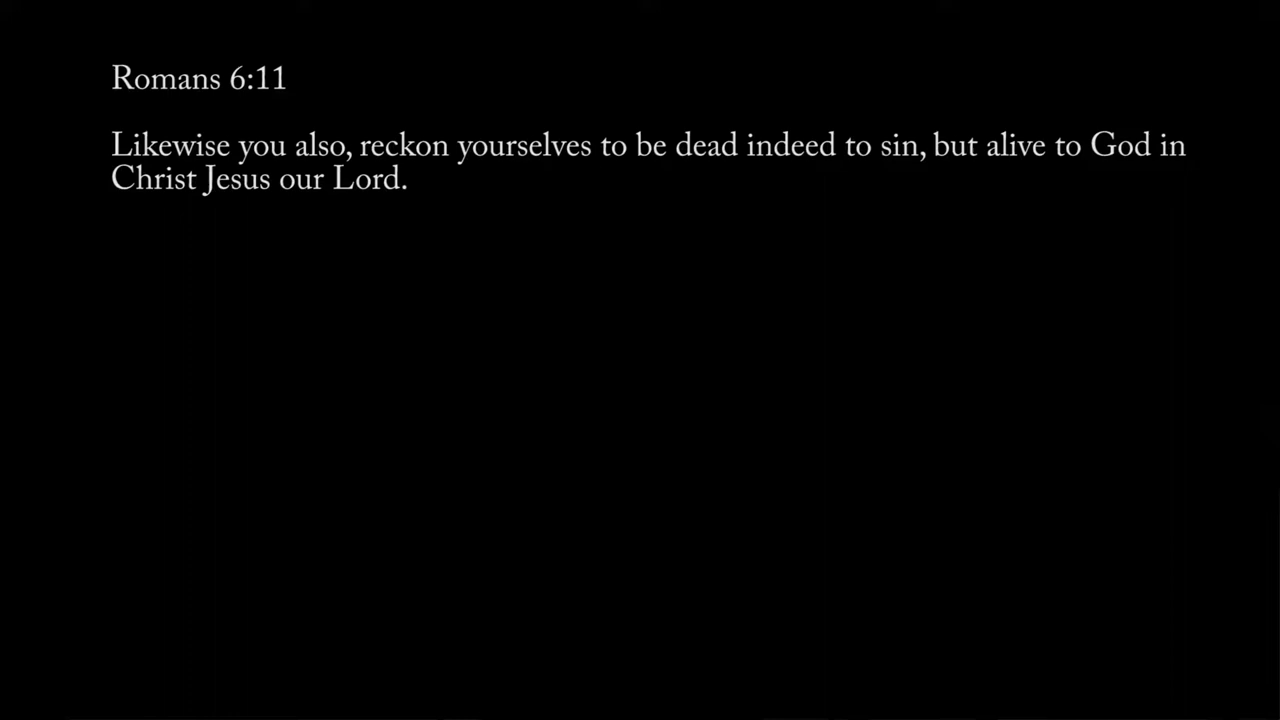 Romans 6:11
Likewise you also, reckon yourselves to be dead indeed to sin, but alive to God in
Christ Jesus our Lord.